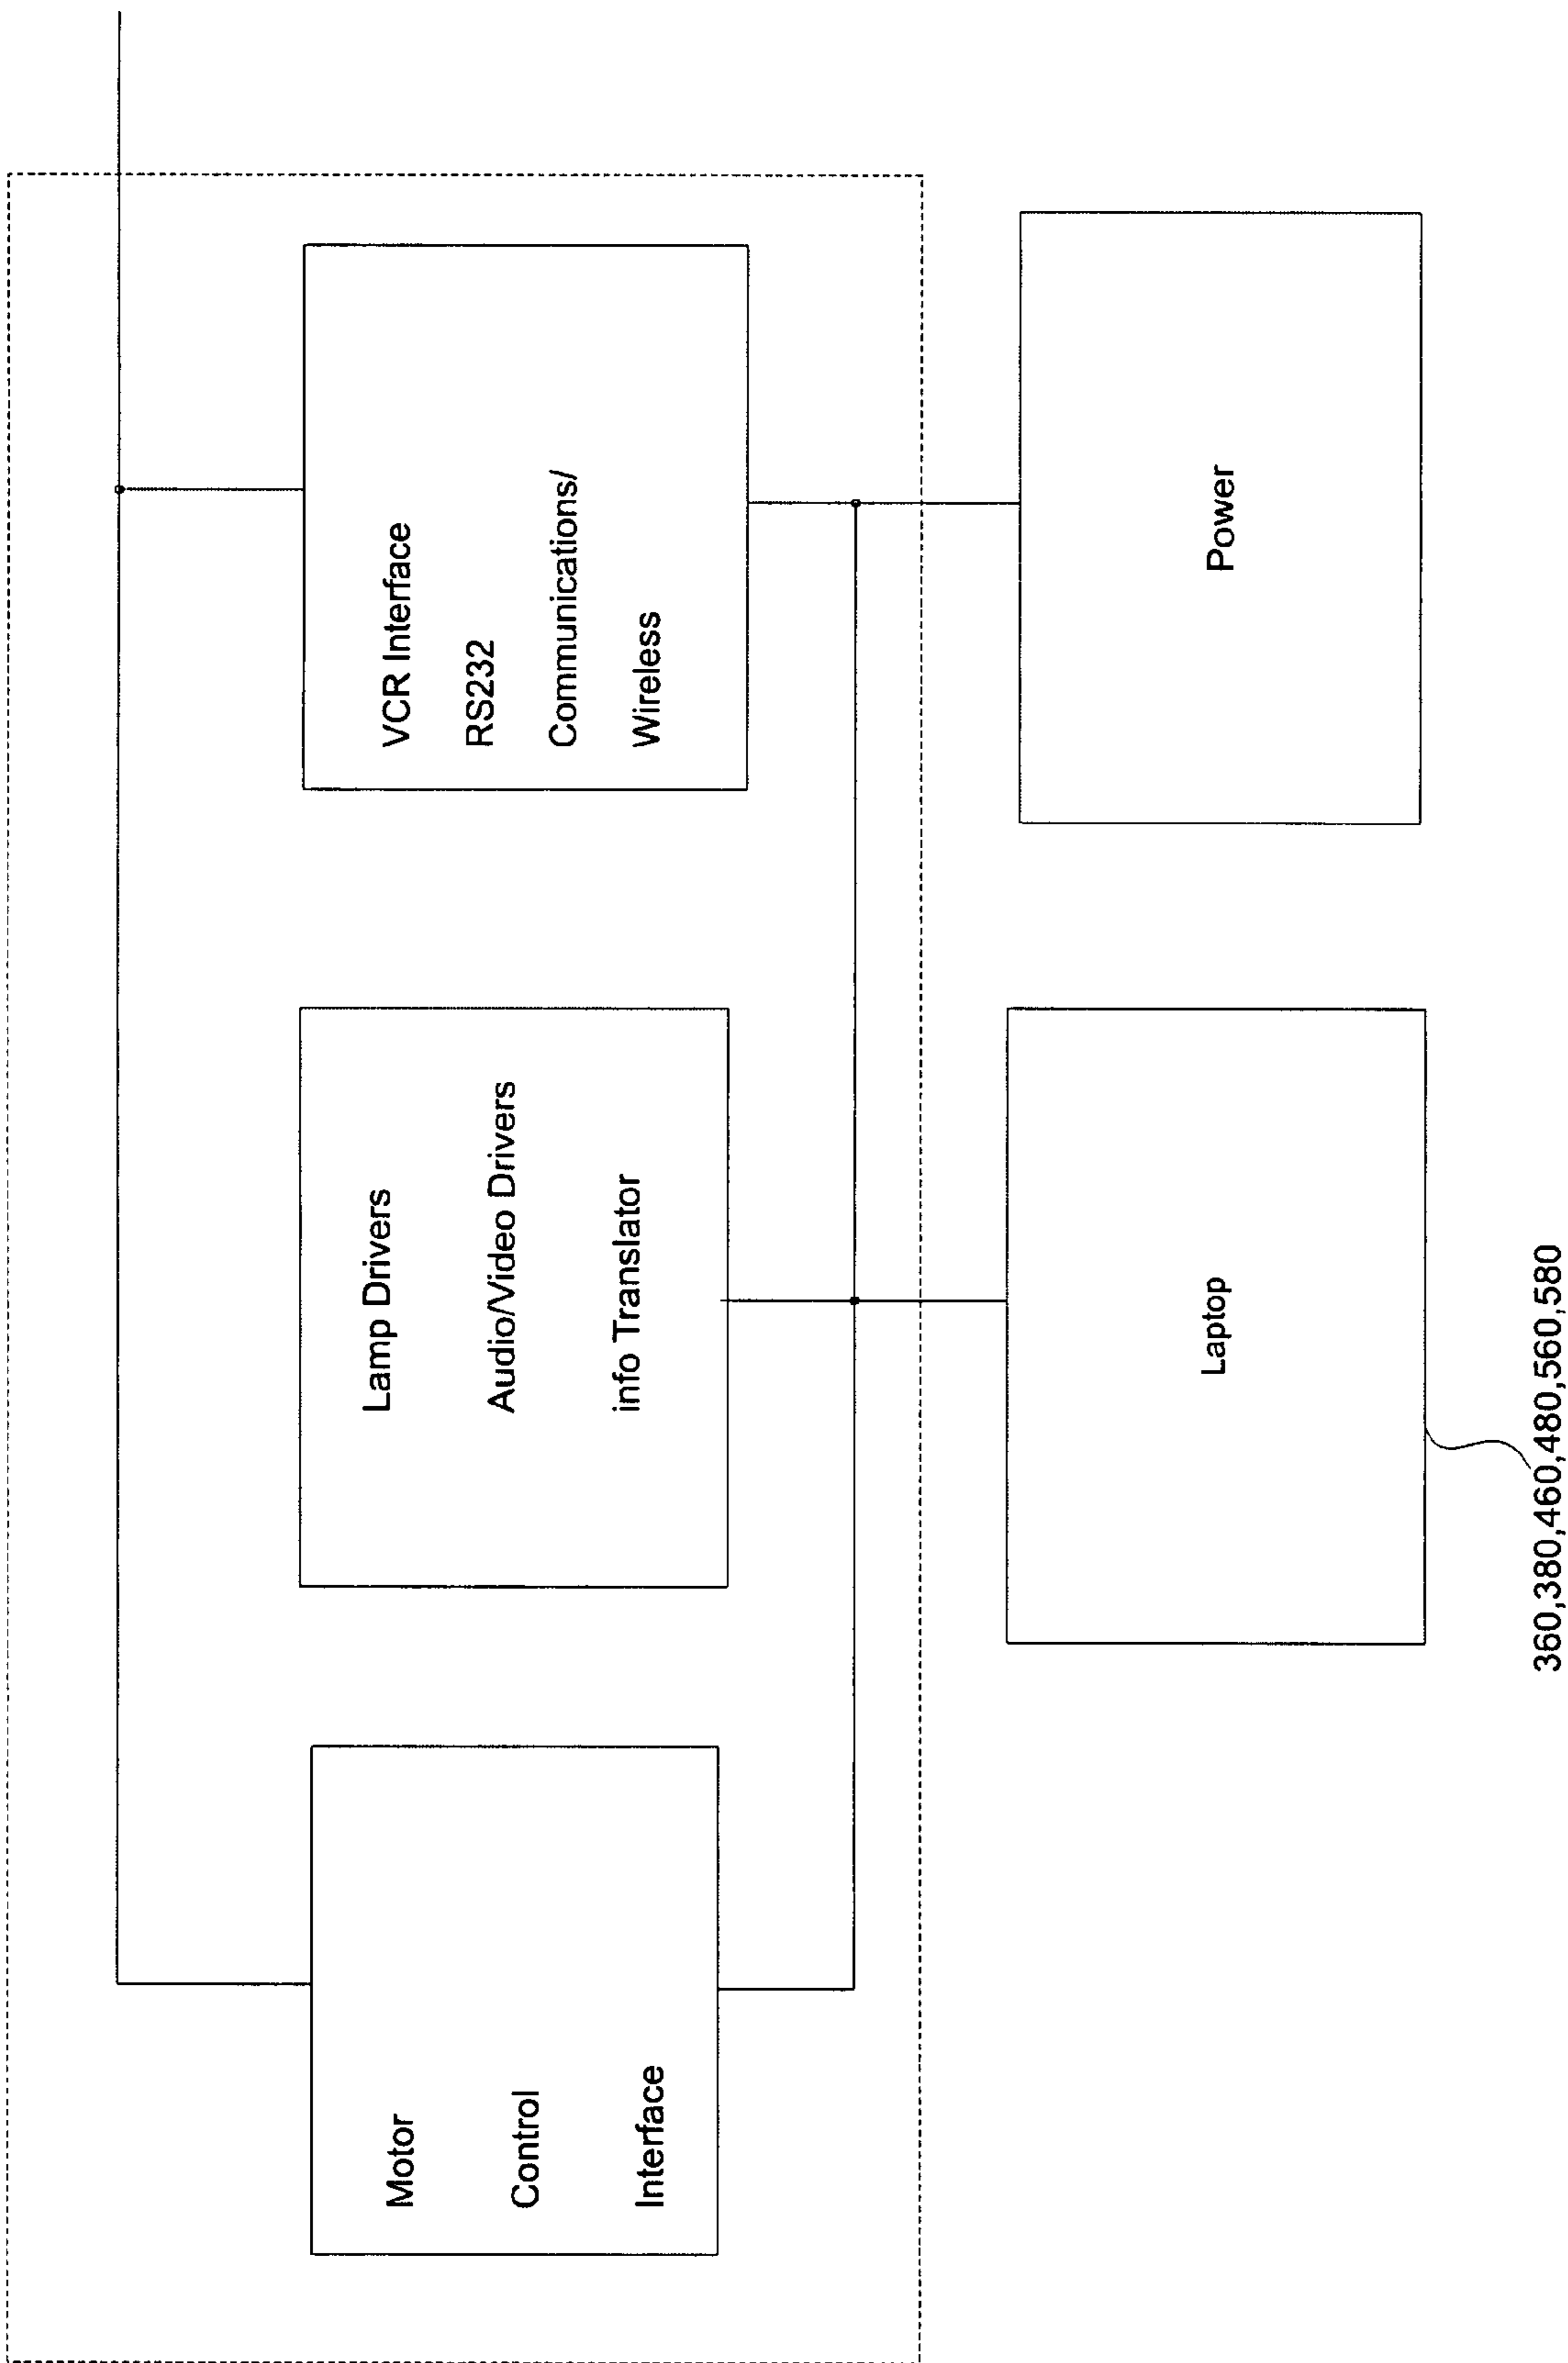 Motor
Control
Interface
Lamp Drivers
Audio/Video Drivers
info Translator
VCR Interface
RS232
Communications/
Wireless
Laptop
Power
360,380,460,480,560,580